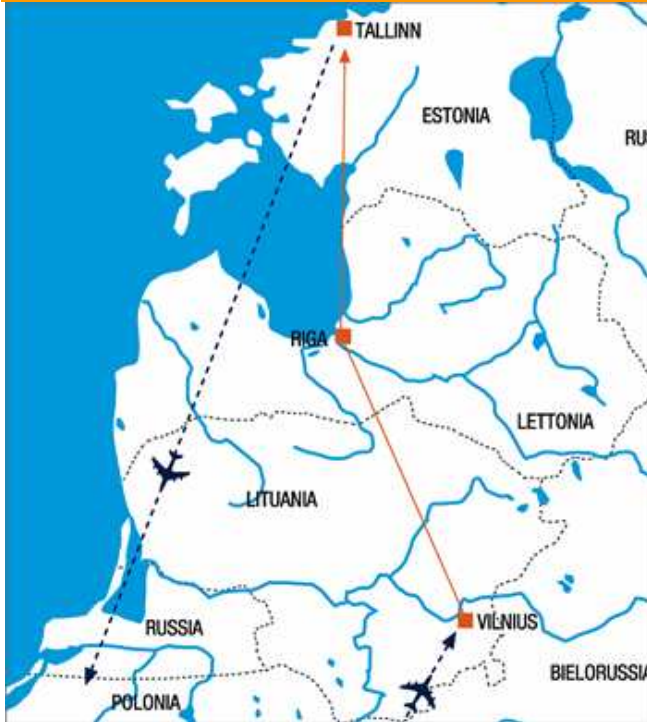 TALLINN
ESTONIA
RU
RIGA
LETTONIA
LITUANIA
VILNIUS
RUSSIA
BIELORUSSIA
POLONIA